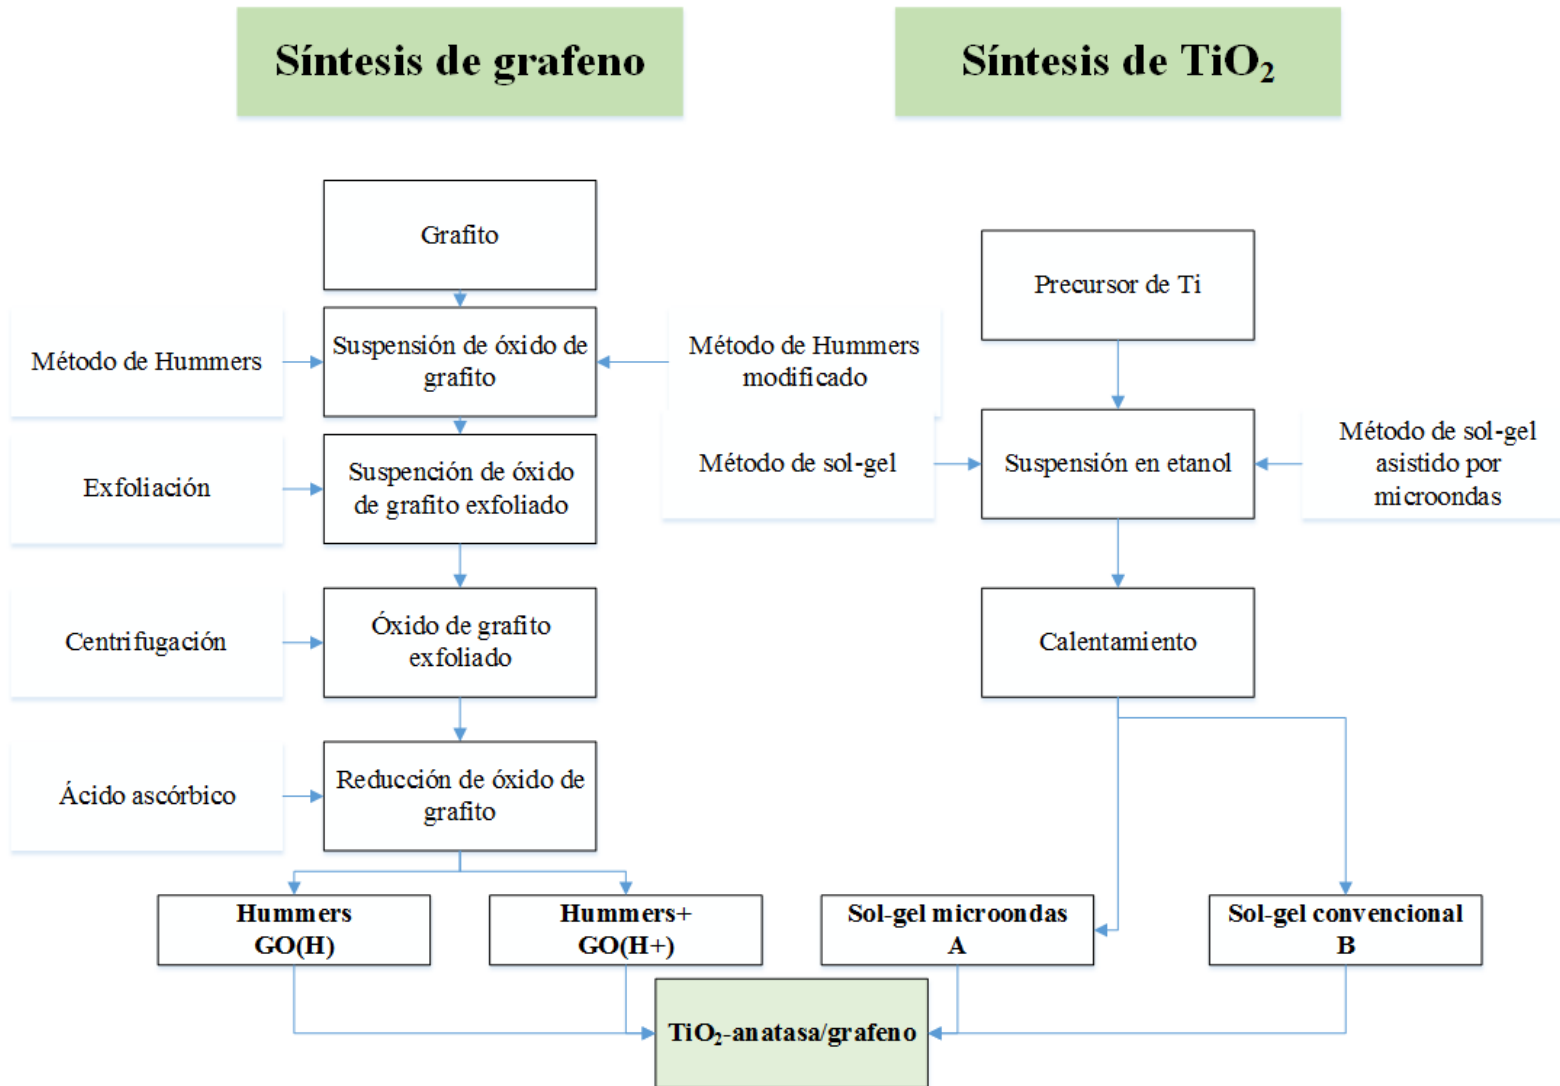 Síntesis de grafeno
Síntesis de TiO₂
Grafito
Método de Hummers
Suspensión de óxido de
grafito
Método de Hummers
modificado
Exfoliación
Suspención de óxido
de grafito exfoliado
Centrifugación
Óxido de grafito
exfoliado
Ácido ascórbico
Reducción de óxido de
grafito
Hummers
GO(H)
Hummers+
GO(H+)
Precursor de Ti
Método de sol-gel
Suspensión en etanol
Método de sol-gel
asistido por
microondas
Calentamiento
Sol-gel microondas
A
Sol-gel convencional
B
TiO₂-anatasa/grafeno